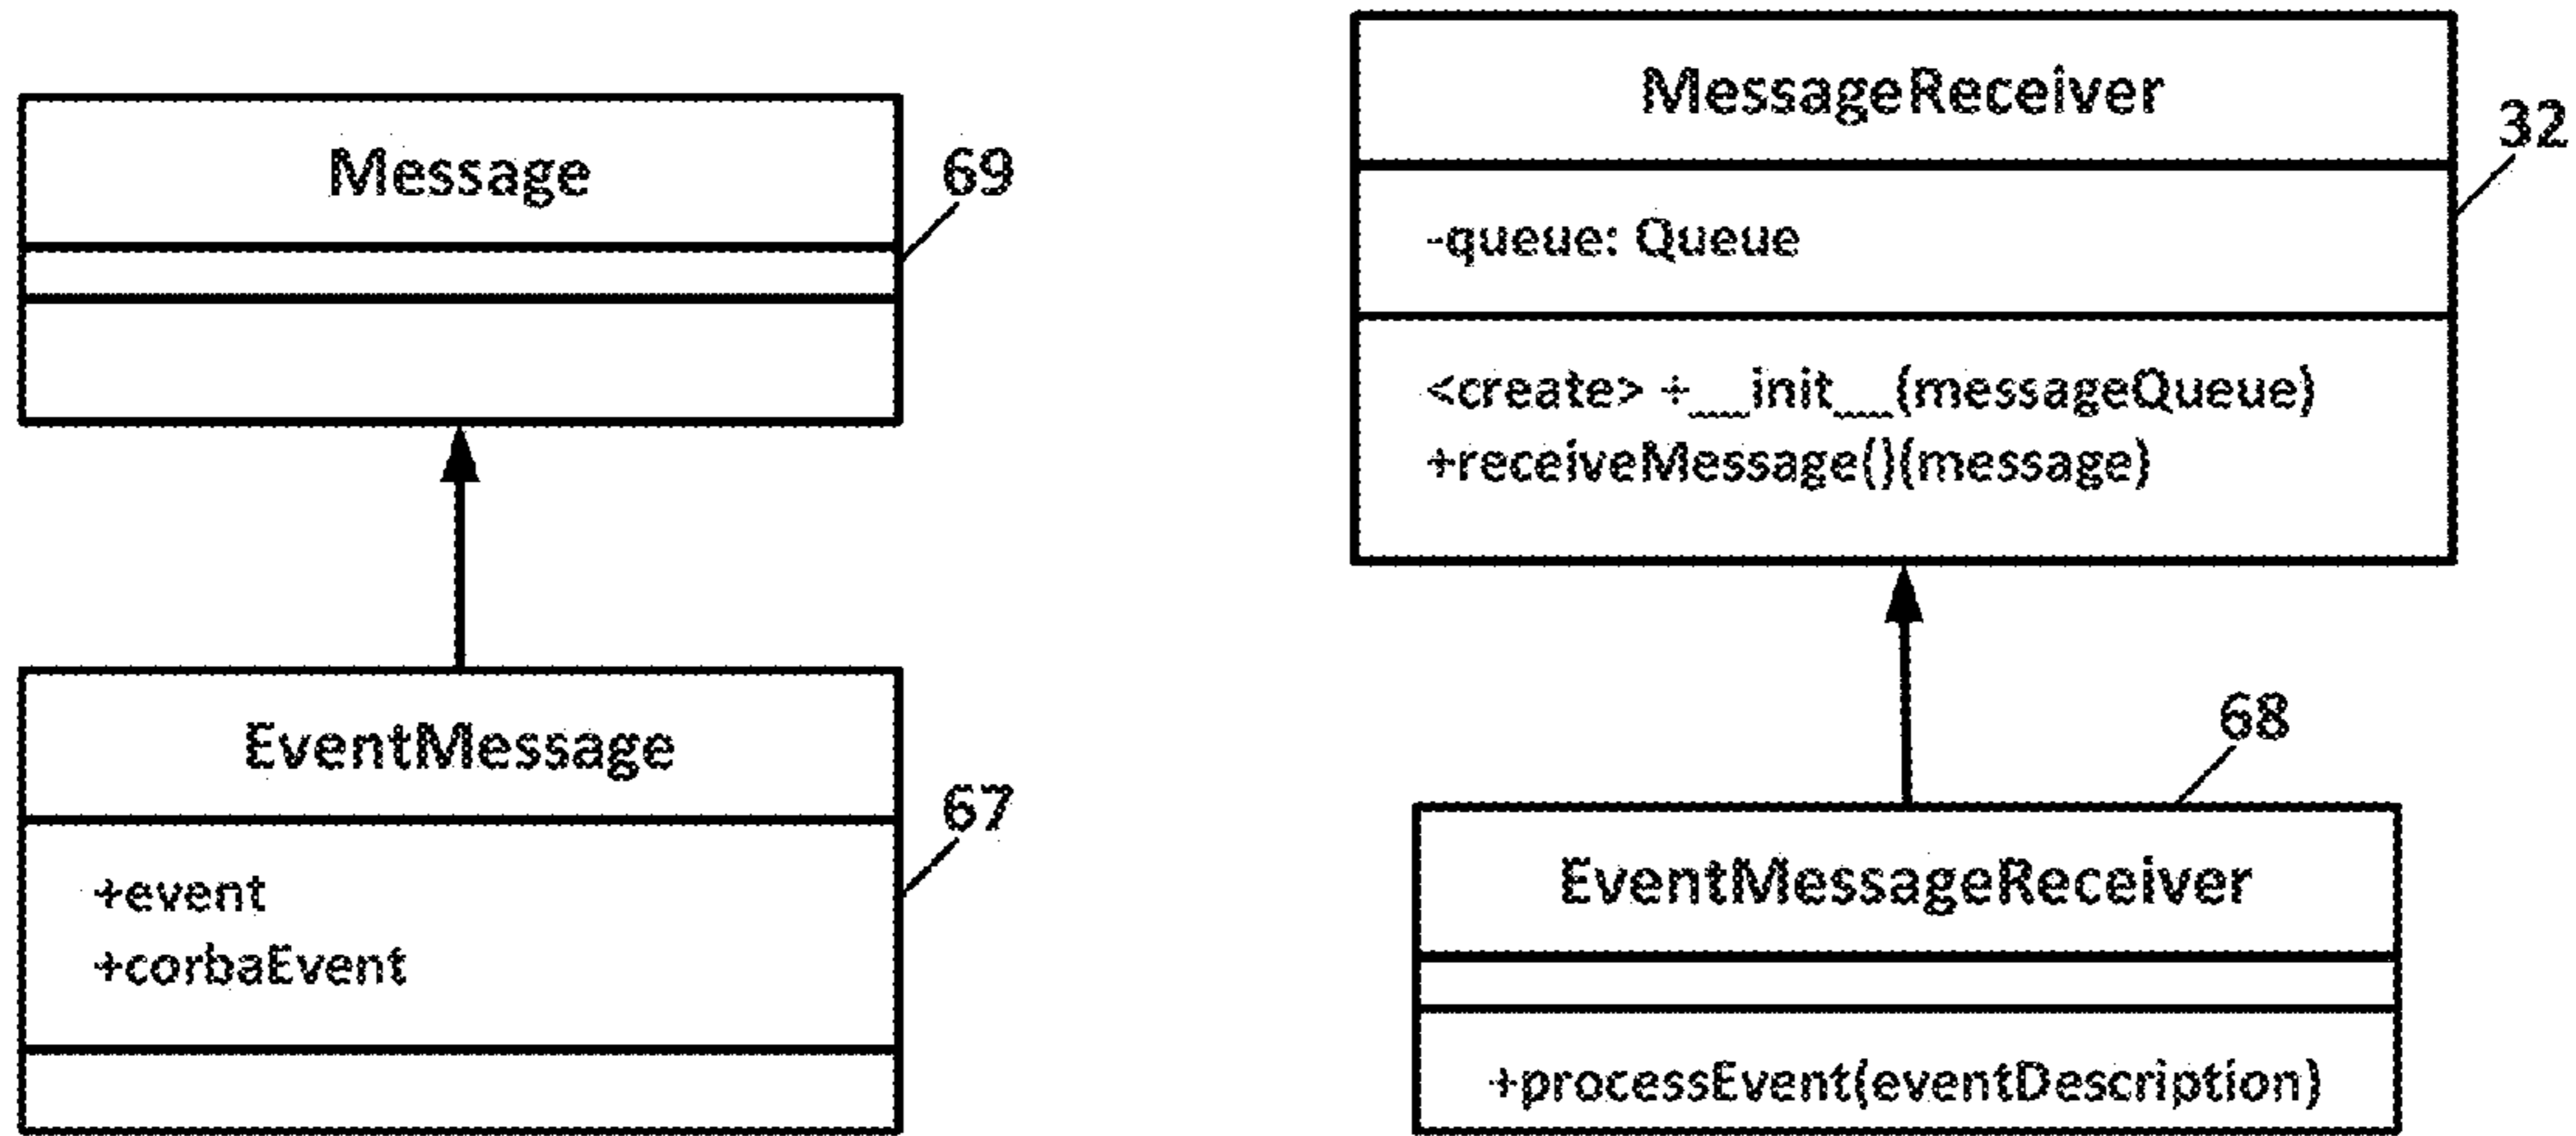 Message
69
EventMessage
+event
+corbaEvent
67
MessageReceiver
32
-queue: Queue
<create> +__init__(messageQueue)
+receiveMessage()(message)
68
EventMessageReceiver
+processEvent(eventDescription)